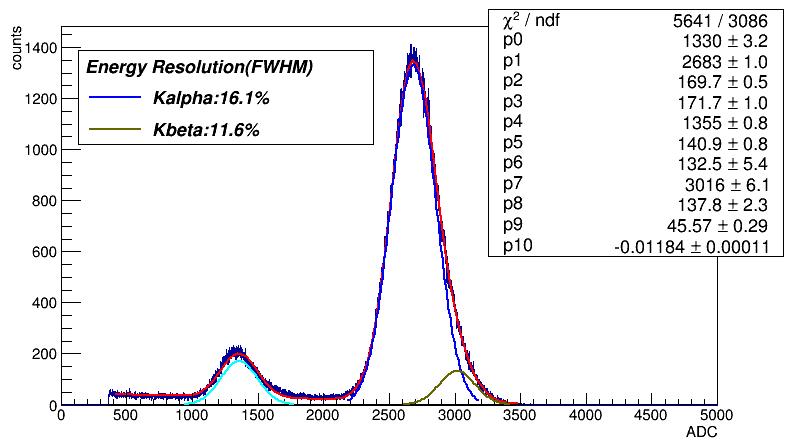 χ² / ndf 5641 / 3086
p0 1330 ± 3.2
p1 2683 ± 1.0
p2 169.7 ± 0.5
p3 171.7 ± 1.0
p4 1355 ± 0.8
p5 140.9 ± 0.8
p6 132.5 ± 5.4
p7 3016 ± 6.1
p8 137.8 ± 2.3
p9 45.57 ± 0.29
p10 -0.01184 ± 0.00011
counts
Energy Resolution(FWHM)
Kalpha:16.1%
Kbeta:11.6%
1400
1200
1000
800
600
400
200
0
0 500 1000 1500 2000 2500 3000 3500 4000 4500 5000
ADC